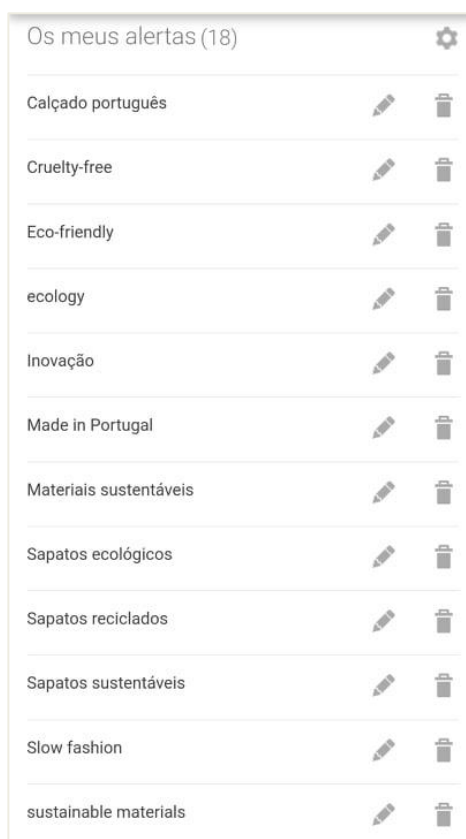 Os meus alertas (18)
Calçado português
Cruelty-free
Eco-friendly
ecology
Inovação
Made in Portugal
Materiais sustentáveis
Sapatos ecológicos
Sapatos reciclados
Sapatos sustentáveis
Slow fashion
sustainable materials